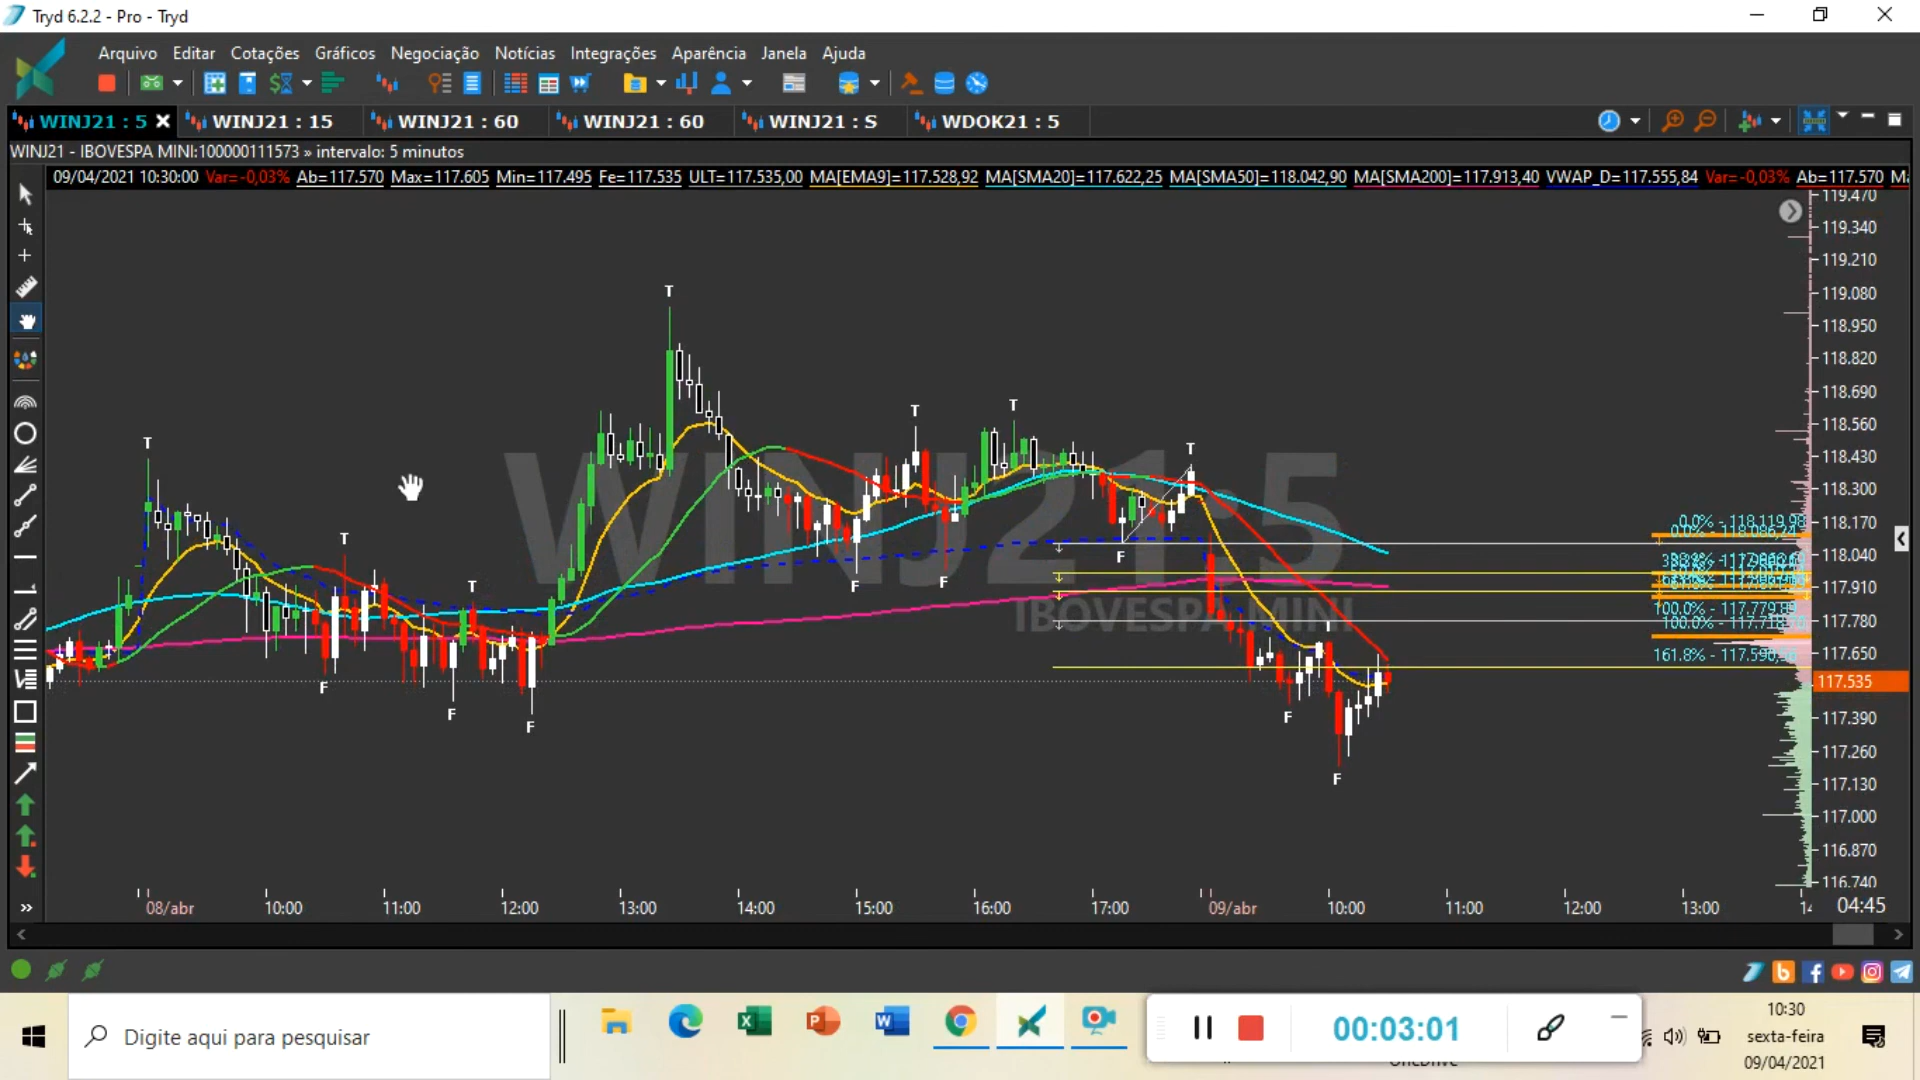 Tryd 6.2.2 - Pro - Tryd
Arquivo Editar Cotações Gráficos Negociação Notícias Integrações Aparência Janela Ajuda
WINJ21 : 5 WINJ21 : 15 WINJ21 : 60 WINJ21 : 60 WINJ21 : S WDOK21 : 5
WINJ21 - IBOVESPA MINI:100000111573 » intervalo: 5 minutos
09/04/2021 10:30:00 Var=-0,03% Ab=117.570 Max=117.605 Min=117.495 Fe=117.535 ULT=117.535,00 MA[EMA9]=117.528,92 MA[SMA20]=117.622,25 MA[SMA50]=118.042,90 MA[SMA200]=117.913,40 VWAP_D=117.555,84 Var=-0,03% Ab=117.570
119.470
119.340
119.210
119.080
118.950
118.820
118.690
118.560
118.430
118.300
118.170
118.040
117.910
117.780
117.650
117.535
117.390
117.260
117.130
117.000
116.870
116.740
T
T
T
T
T
T
T
F
F
F
F
F
F
F
F
WINJ21:5
IBOVESPA MINI
0.0% - 118.119,98
100.0% - 117.779,89
161.8% - 117.590
08/abr 10:00 11:00 12:00 13:00 14:00 15:00 16:00 17:00 09/abr 10:00 11:00 12:00 13:00
04:45
Digite aqui para pesquisar
00:03:01
10:30
sexta-feira
09/04/2021